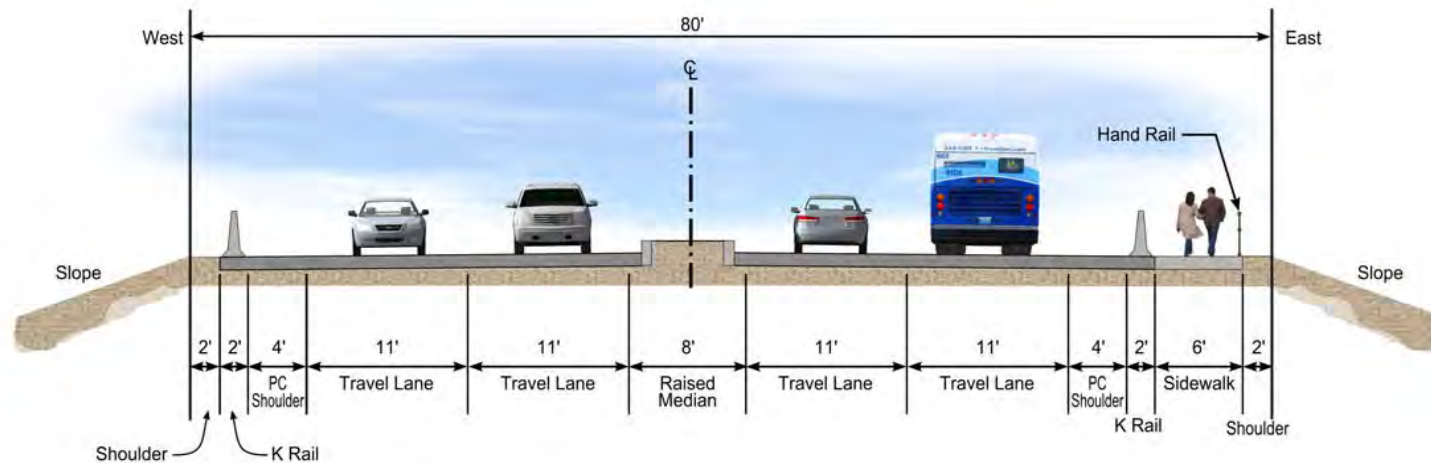 80'
West
East
℄
Hand Rail
Slope
Slope
2'
2'
4'
11'
11'
8'
11'
11'
4'
2'
6'
2'
PC
Shoulder
Travel Lane
Travel Lane
Raised
Median
Travel Lane
Travel Lane
PC
Shoulder
Sidewalk
K Rail
Shoulder
Shoulder
K Rail